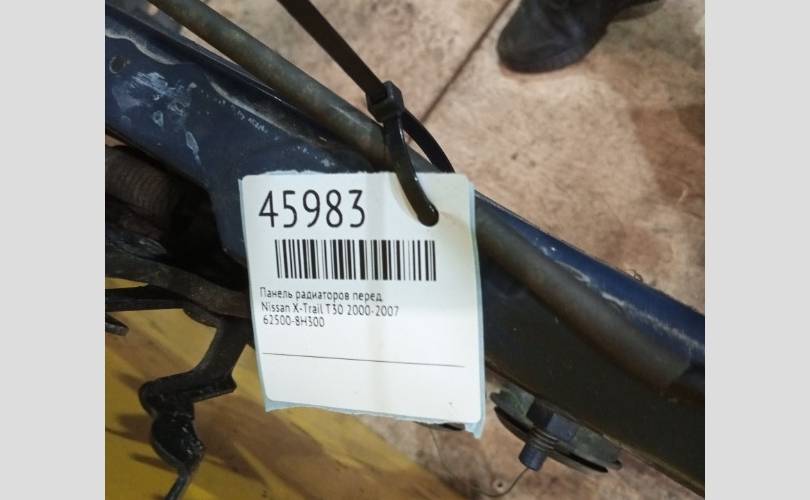 45983
Панель радиаторов перед.
Nissan X-Trail T30 2000-2007
62500-8H300